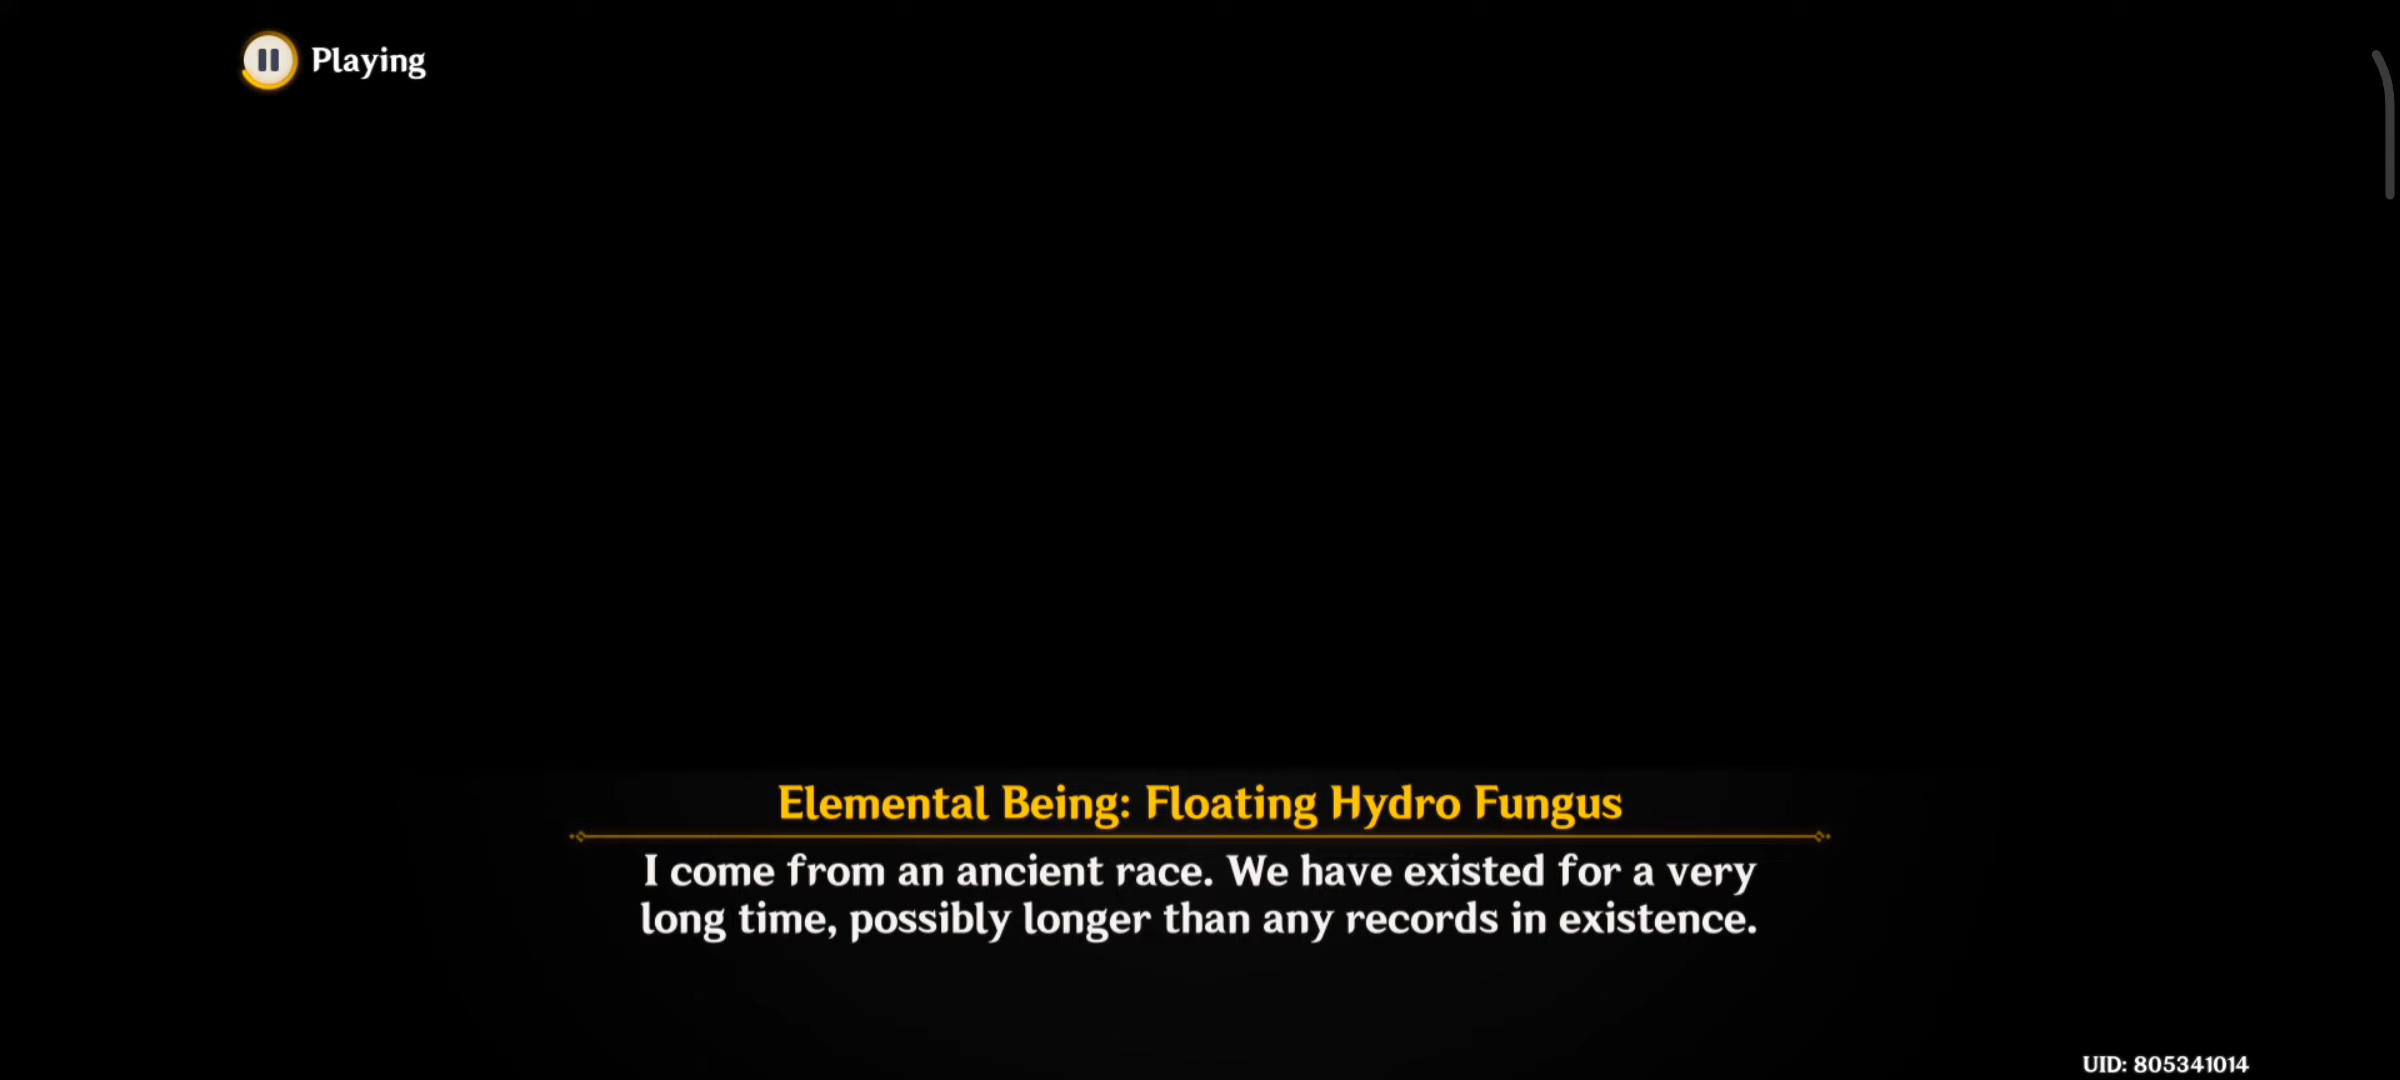 Playing
Elemental Being: Floating Hydro Fungus
I come from an ancient race. We have existed for a very
long time, possibly longer than any records in existence.
UID: 805341014